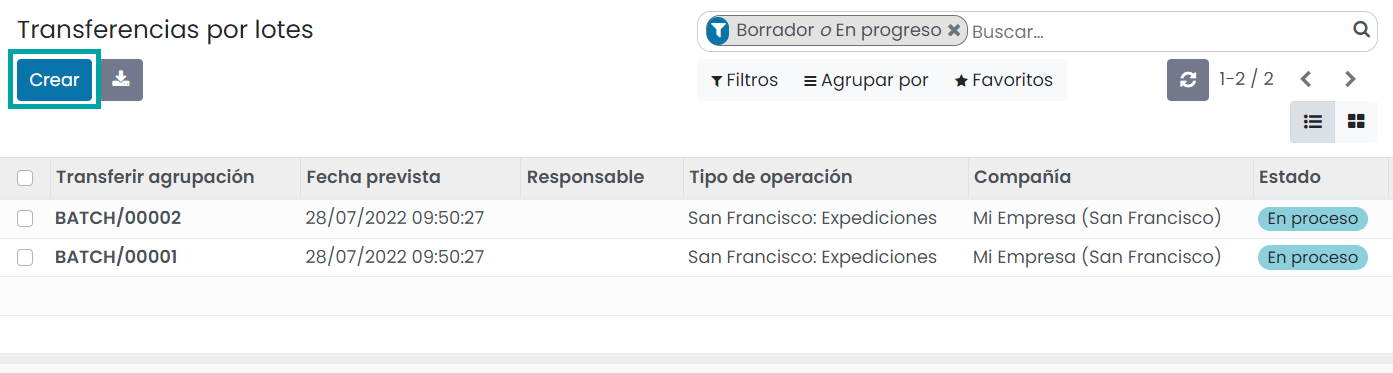 Transferencias por lotes
Borrador o En progreso
Buscar...
Crear
Filtros
Agrupar por
Favoritos
1-2 / 2
Transferir agrupación Fecha prevista Responsable Tipo de operación Compañía Estado
BATCH/00002 28/07/2022 09:50:27 San Francisco: Expediciones Mi Empresa (San Francisco) En proceso
BATCH/00001 28/07/2022 09:50:27 San Francisco: Expediciones Mi Empresa (San Francisco) En proceso